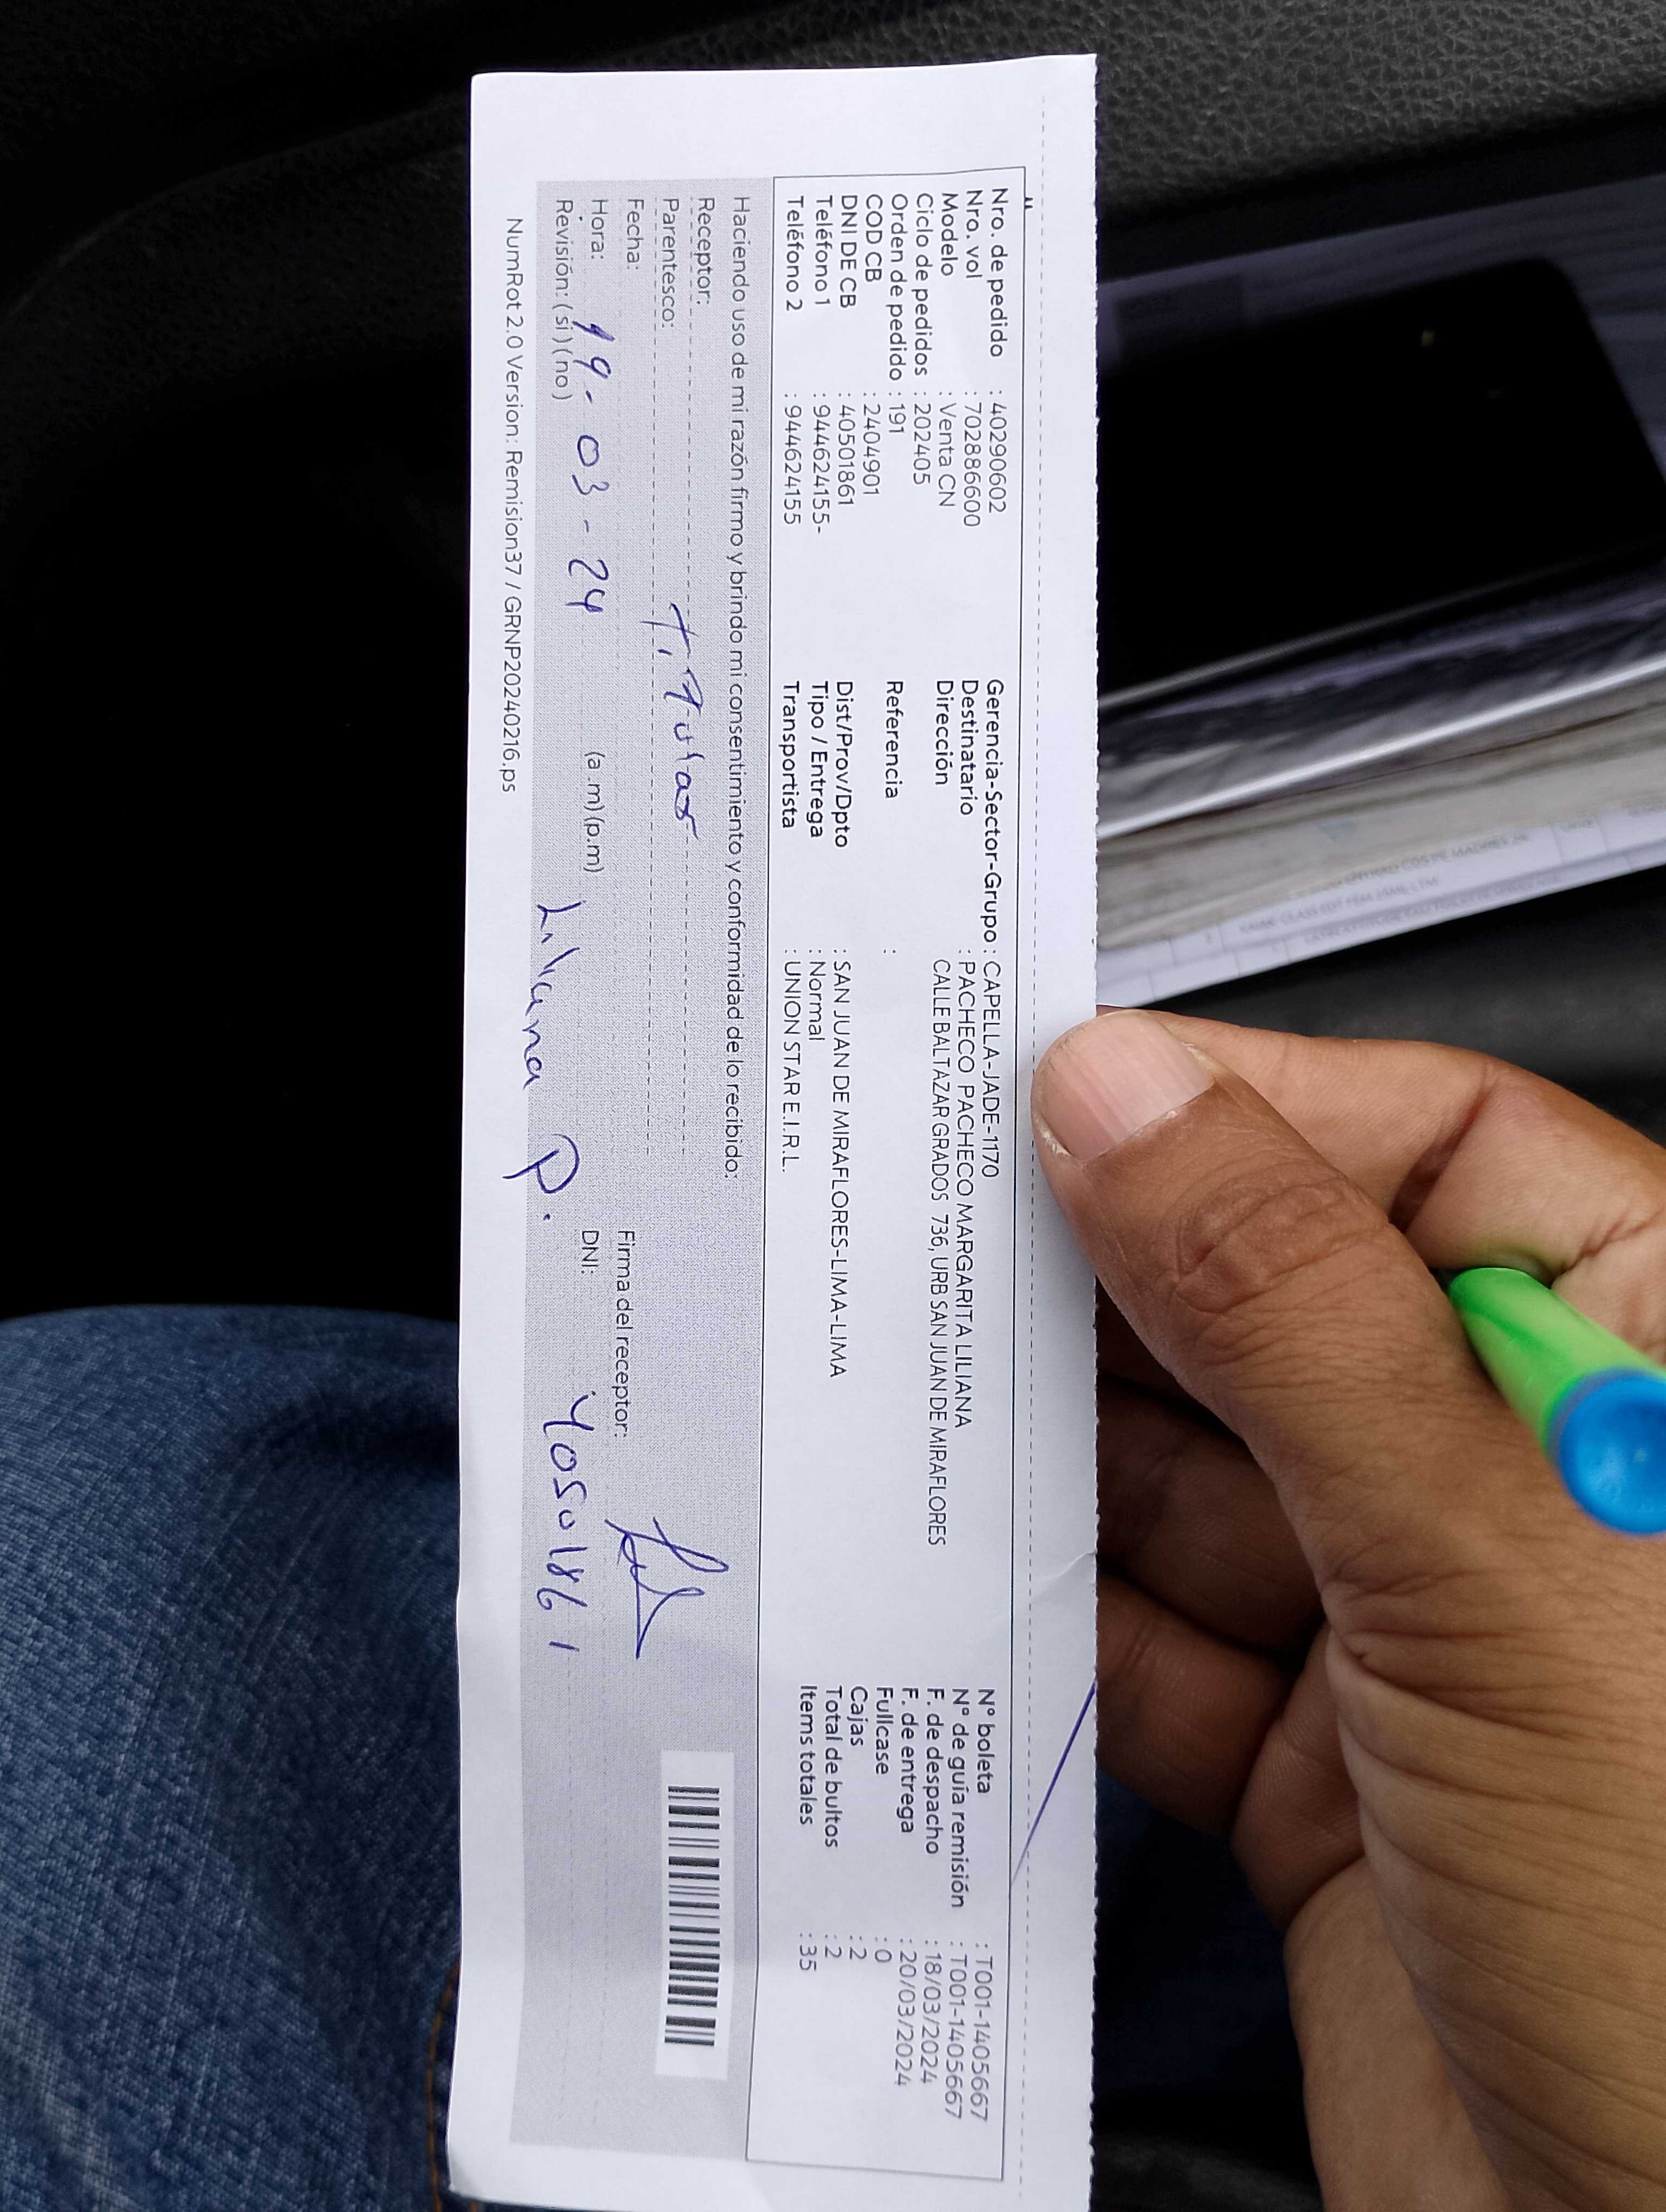 Nro. de pedido : 40290602
Nro. vol : 702886600
Modelo : Venta CN
Ciclo de pedidos : 202405
Orden de pedido : 191
COD CB : 2404901
DNI DE CB : 40501861
Teléfono 1 : 944624155-
Teléfono 2 : 944624155
Gerencia-Sector-Grupo : CAPELLA-JADE-1170
Destinatario : PACHECO PACHECO MARGARITA LILIANA
Dirección CALLE BALTAZAR GRADOS 736, URB SAN JUAN DE MIRAFLORES
Referencia :
Dist/Prov/Dpto : SAN JUAN DE MIRAFLORES-LIMA-LIMA
Tipo / Entrega : Normal
Transportista : UNION STAR E.I.R.L.
N° boleta : T001-1405667
N° de guía remisión : T001-1405667
F. de despacho : 18/03/2024
F. de entrega : 20/03/2024
Fullcase : 0
Cajas : 2
Total de bultos : 2
Items totales : 35
Haciendo uso de mi razón firmo y brindo mi consentimiento y conformidad de lo recibido:
Receptor:
Parentesco: Titular
Fecha:
Hora: 19-03-24 (a.m) (p.m)
Revisión: (si) (no)
Liliana P.
Firma del receptor:
DNI: 40501861
NumRot 2.0 Version: Remision37 / GRNP20240216.ps